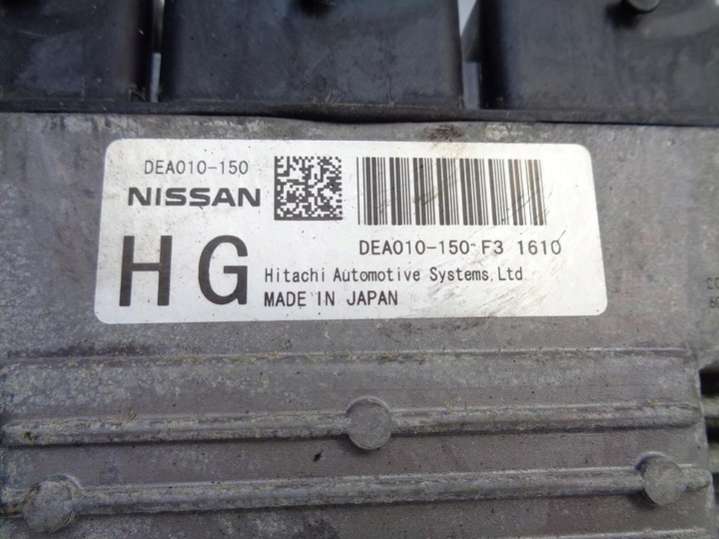 DEA010-150
NISSAN
DEA010-150 F3 1610
HG
Hitachi Automotive Systems, Ltd
MADE IN JAPAN